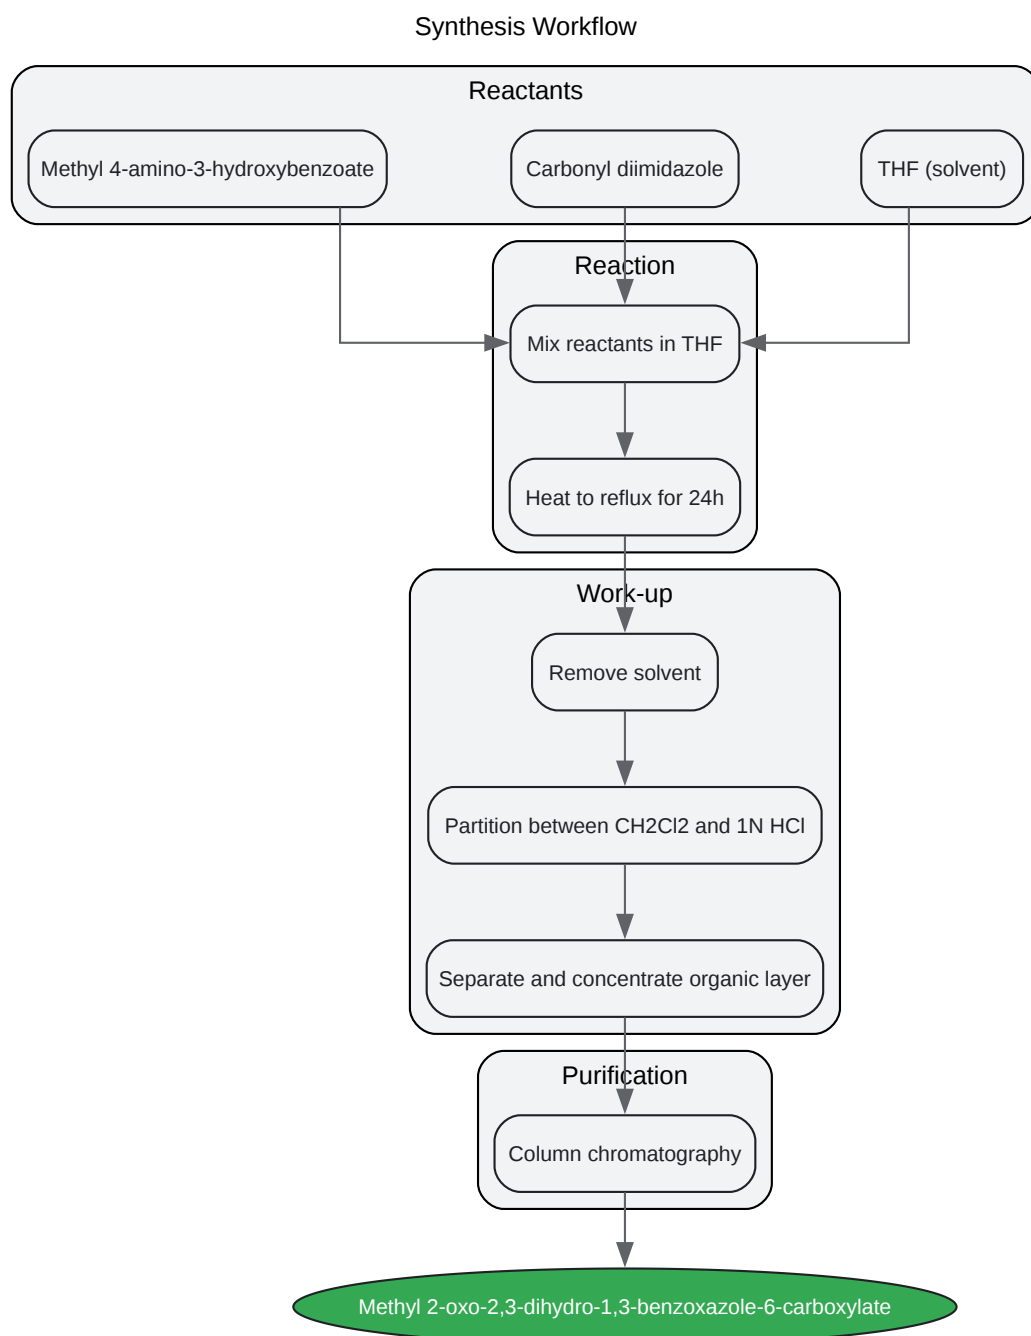 Synthesis Workflow
Reactants
Methyl 4-amino-3-hydroxybenzoate
Carbonyl diimidazole
THF (solvent)
Reaction
Mix reactants in THF
Heat to reflux for 24h
Work-up
Remove solvent
Partition between CH2Cl2 and 1N HCl
Separate and concentrate organic layer
Purification
Column chromatography
Methyl 2-oxo-2,3-dihydro-1,3-benzoxazole-6-carboxylate